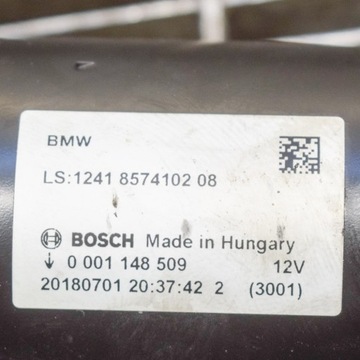 BMW
LS:1241 8574102 08
BOSCH Made in Hungary
↓ 0 001 148 509 12V
20180701 20:37:42 2 (3001)